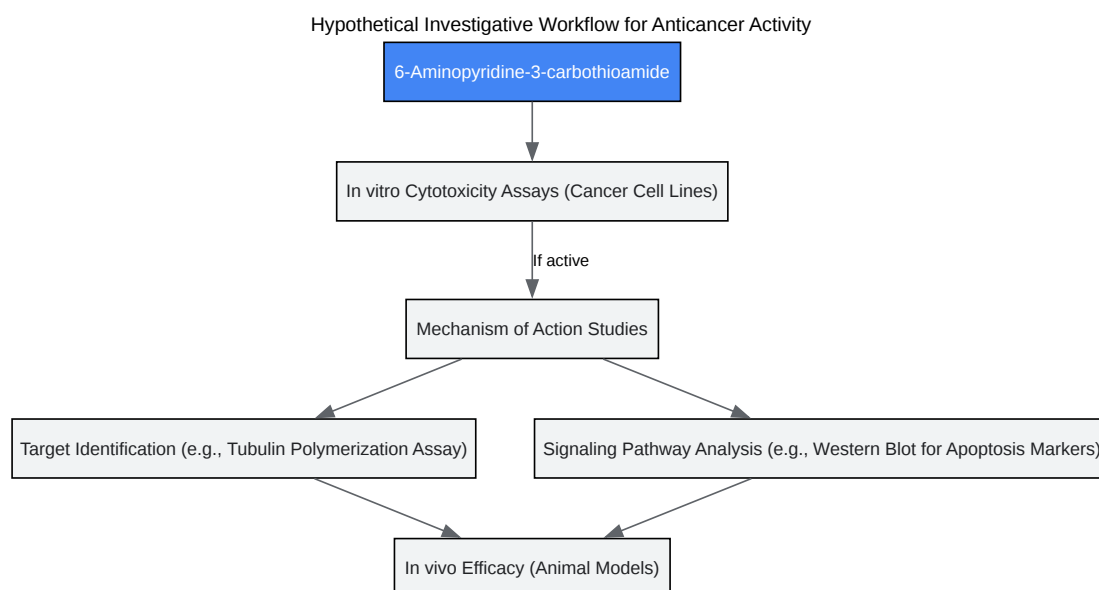 Hypothetical Investigative Workflow for Anticancer Activity
6-Aminopyridine-3-carbothioamide
In vitro Cytotoxicity Assays (Cancer Cell Lines)
If active
Mechanism of Action Studies
Target Identification (e.g., Tubulin Polymerization Assay)
Signaling Pathway Analysis (e.g., Western Blot for Apoptosis Markers)
In vivo Efficacy (Animal Models)